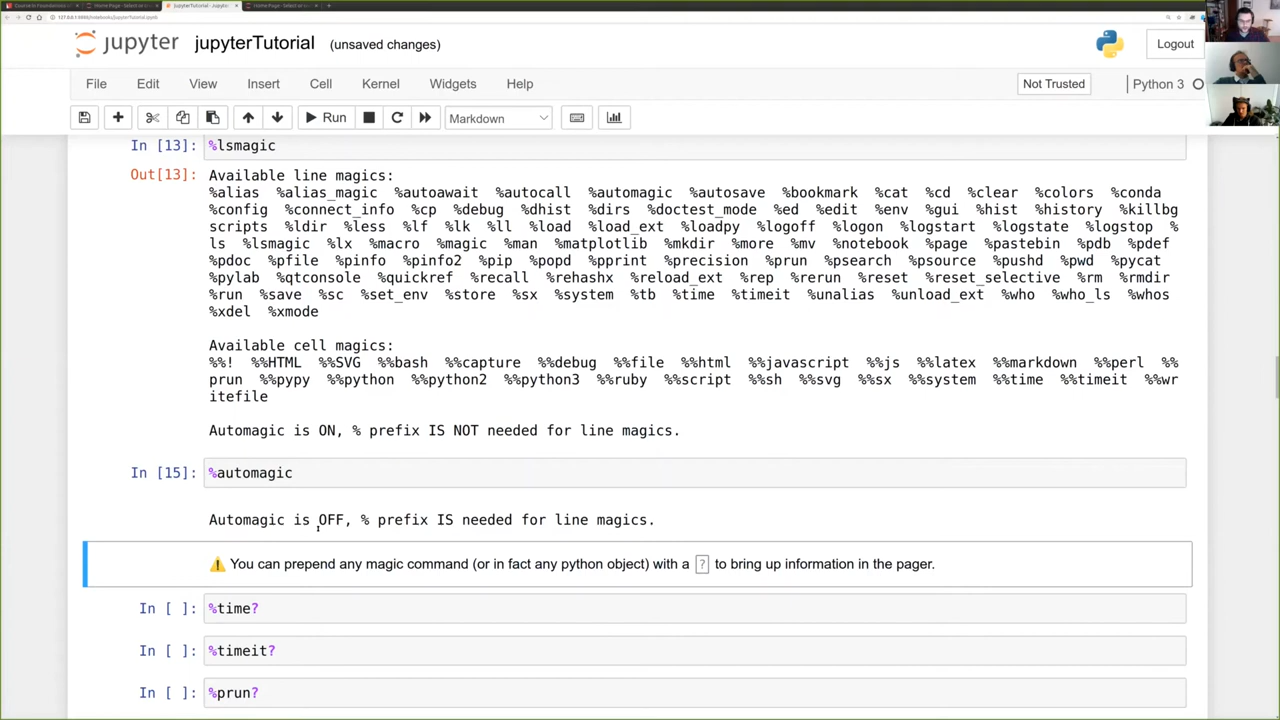 Home Page - Select or
jupyterTutorial - Jupyter
Home Page - Select or
jupyter jupyterTutorial (unsaved changes)
Logout
File Edit View Insert Cell Kernel Widgets Help
Not Trusted Python 3
Run Markdown
In [13]: %lsmagic
Out[13]: Available line magics:
%alias %alias_magic %autoawait %autocall %automagic %autosave %bookmark %cat %cd %clear %colors %conda
%config %connect_info %cp %debug %dhist %dirs %doctest_mode %ed %edit %env %gui %hist %history %killbg
scripts %ldir %less %lf %lk %ll %load %load_ext %loadpy %logoff %logon %logstart %logstate %logstop %
ls %lsmagic %lx %macro %magic %man %matplotlib %mkdir %more %mv %notebook %page %pastebin %pdb %pdef
%pdoc %pfile %pinfo %pinfo2 %pip %popd %pprint %precision %prun %psearch %psource %pushd %pwd %pycat
%pylab %qtconsole %quickref %recall %rehashx %reload_ext %rep %rerun %reset %reset_selective %rm %rmdir
%run %save %sc %set_env %store %sx %system %tb %time %timeit %unalias %unload_ext %who %who_ls %whos
%xdel %xmode
Available cell magics:
%%! %%HTML %%SVG %%bash %%capture %%debug %%file %%html %%javascript %%js %%latex %%markdown %%perl %%
prun %%pypy %%python %%python2 %%python3 %%ruby %%script %%sh %%svg %%sx %%system %%time %%timeit %%wr
itefile
Automagic is ON, % prefix IS NOT needed for line magics.
In [15]: %automagic
Automagic is OFF, % prefix IS needed for line magics.
You can prepend any magic command (or in fact any python object) with a ? to bring up information in the pager.
In [ ]: %time?
In [ ]: %timeit?
In [ ]: %prun?